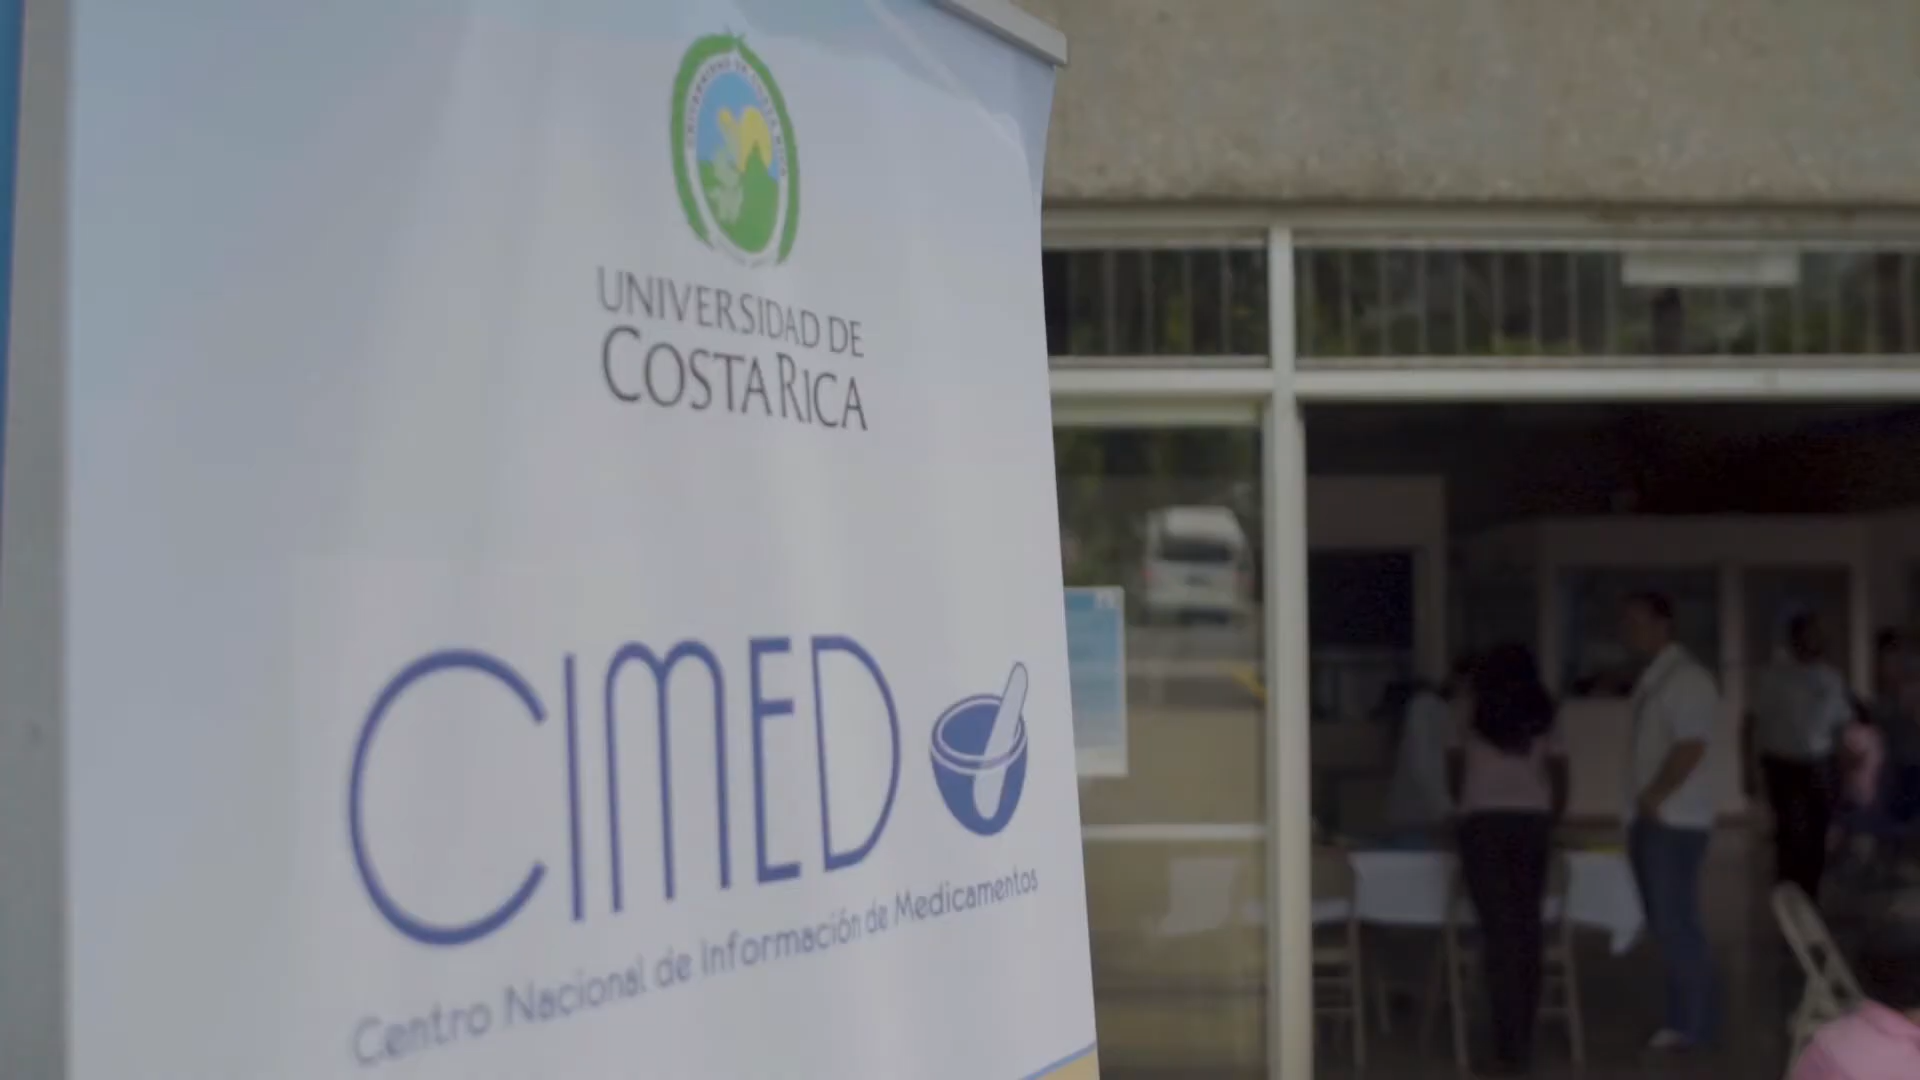 UNIVERSIDAD DE
COSTA RICA
CIMED
Centro Nacional de Información de Medicamentos